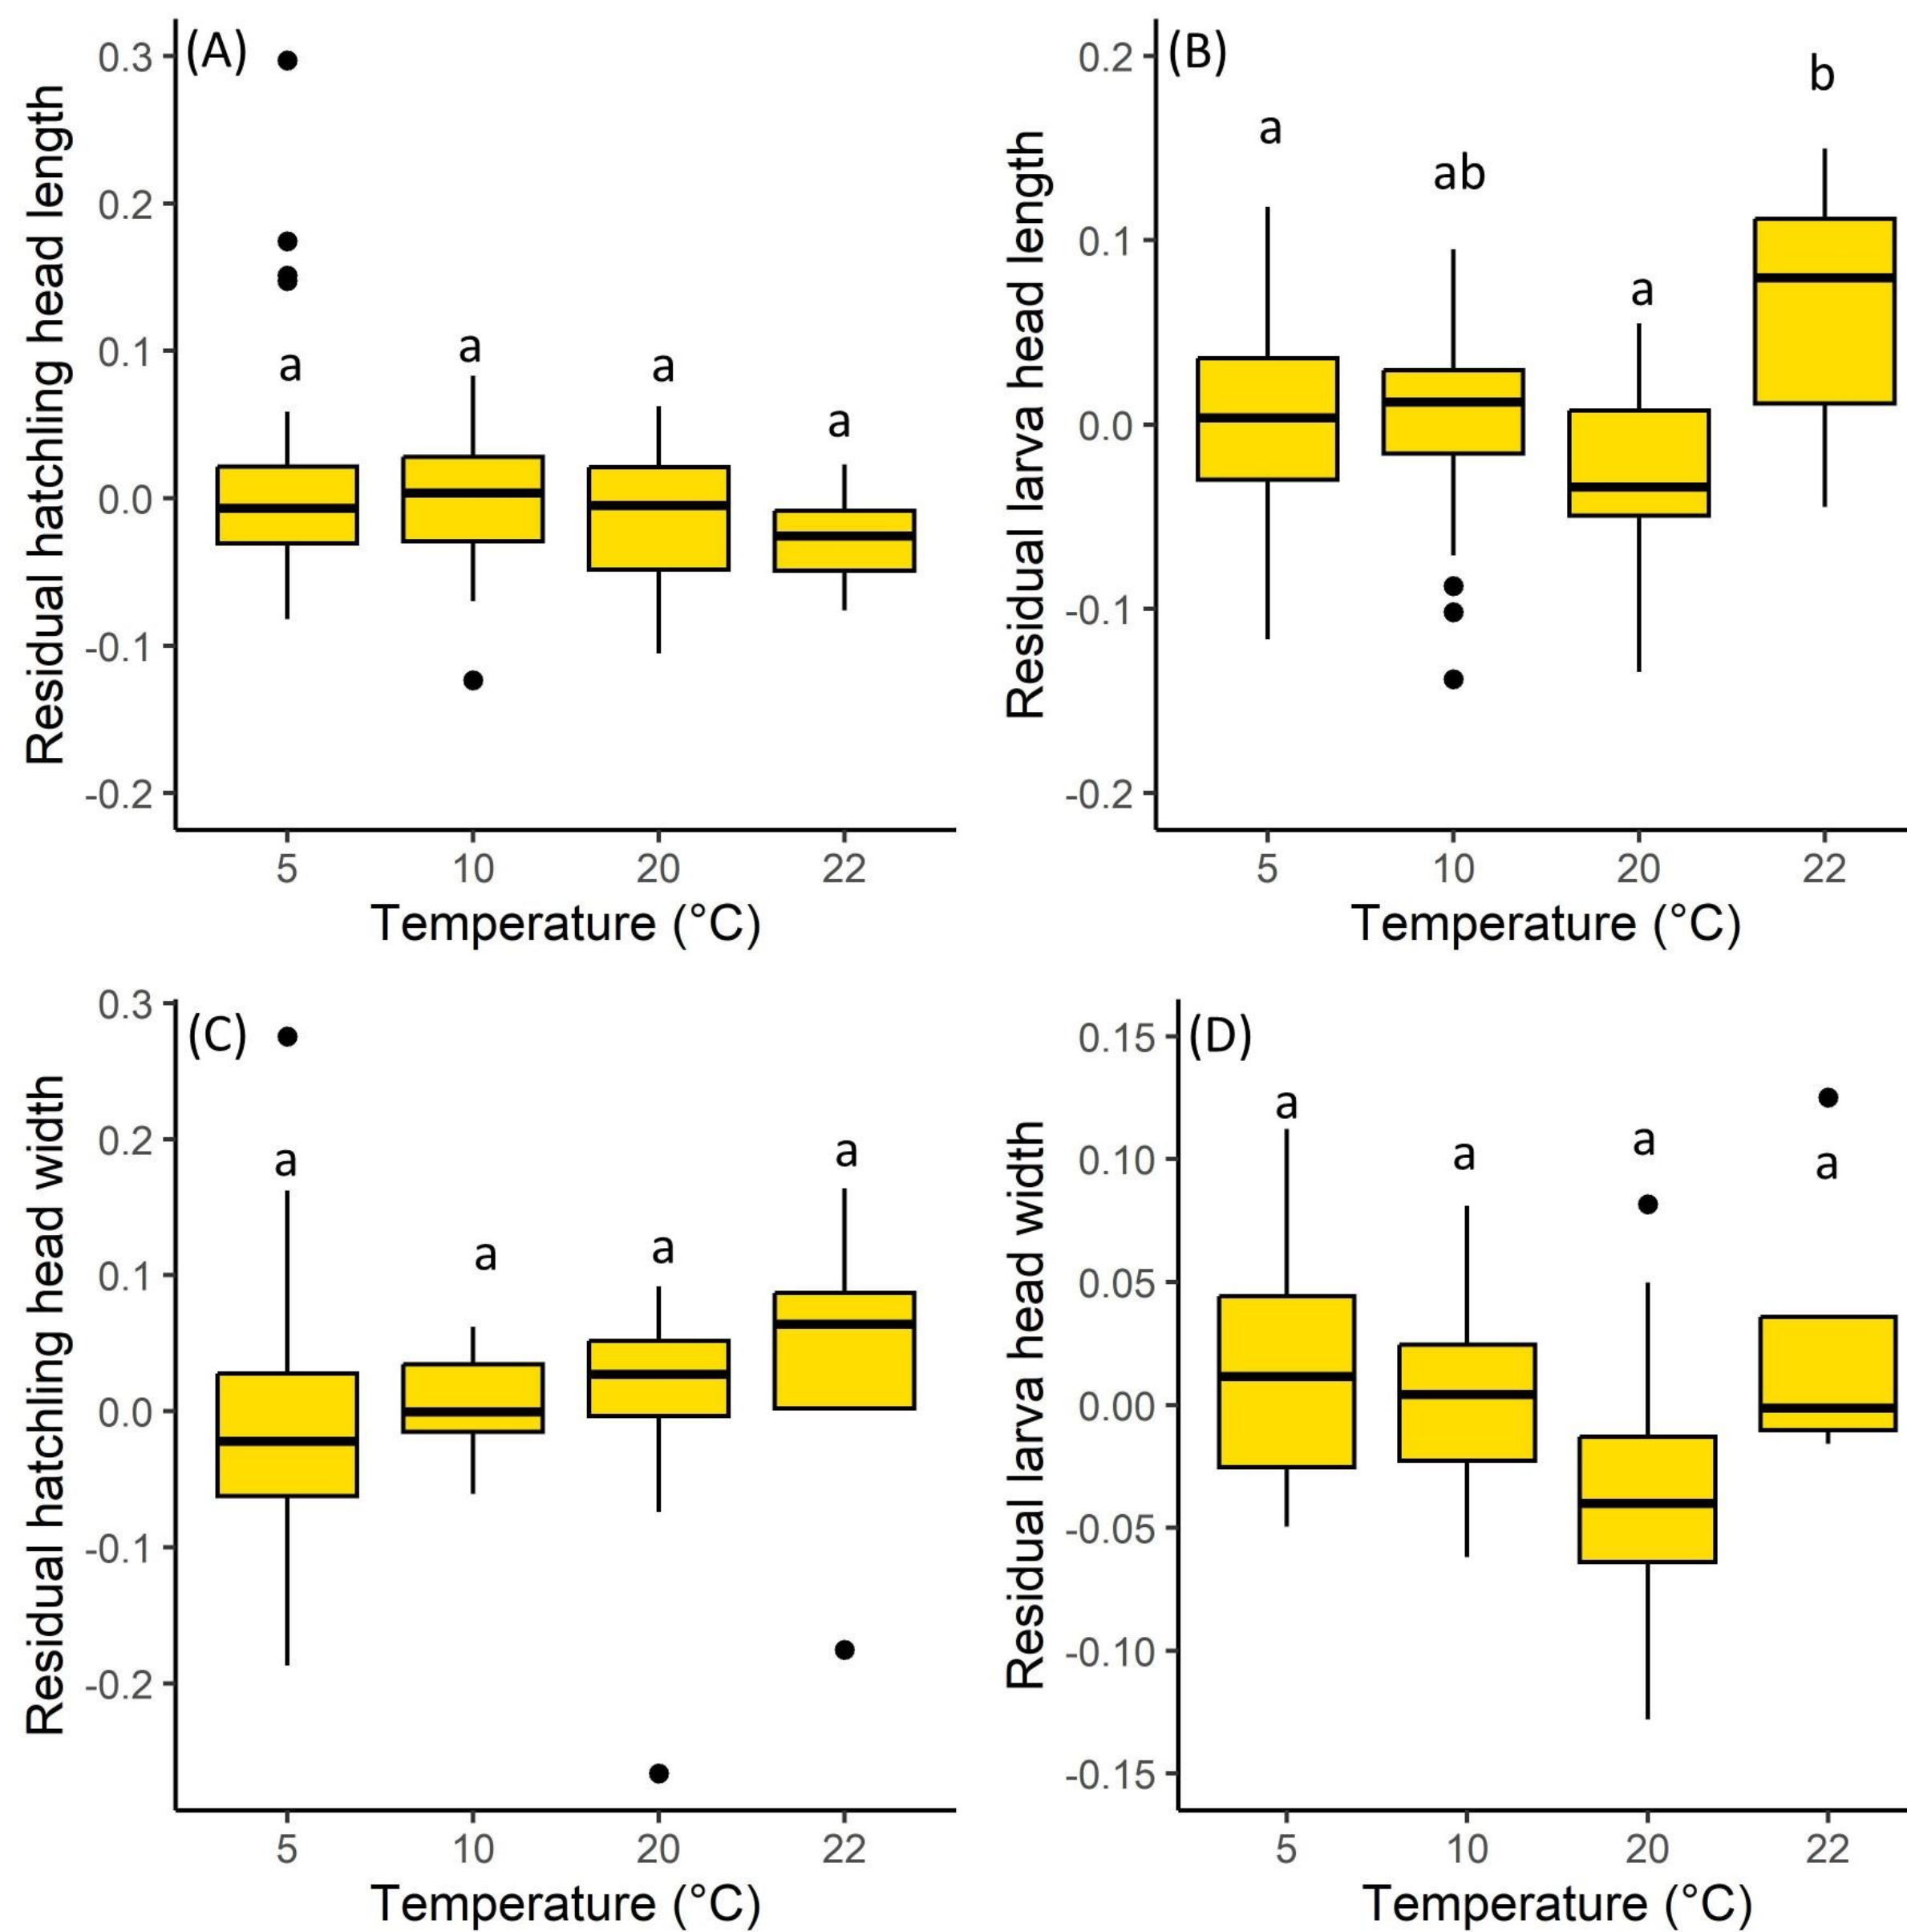 (A)
Residual hatchling head length
0.3
0.2
0.1
0.0
-0.1
-0.2
a
a
a
a
5 10 20 22
Temperature (°C)
(B)
Residual larva head length
0.2
0.1
0.0
-0.1
-0.2
a
ab
a
b
5 10 20 22
Temperature (°C)
(C)
Residual hatchling head width
0.3
0.2
0.1
0.0
-0.1
-0.2
a
a
a
a
5 10 20 22
Temperature (°C)
(D)
Residual larva head width
0.15
0.10
0.05
0.00
-0.05
-0.10
-0.15
a
a
a
a
5 10 20 22
Temperature (°C)